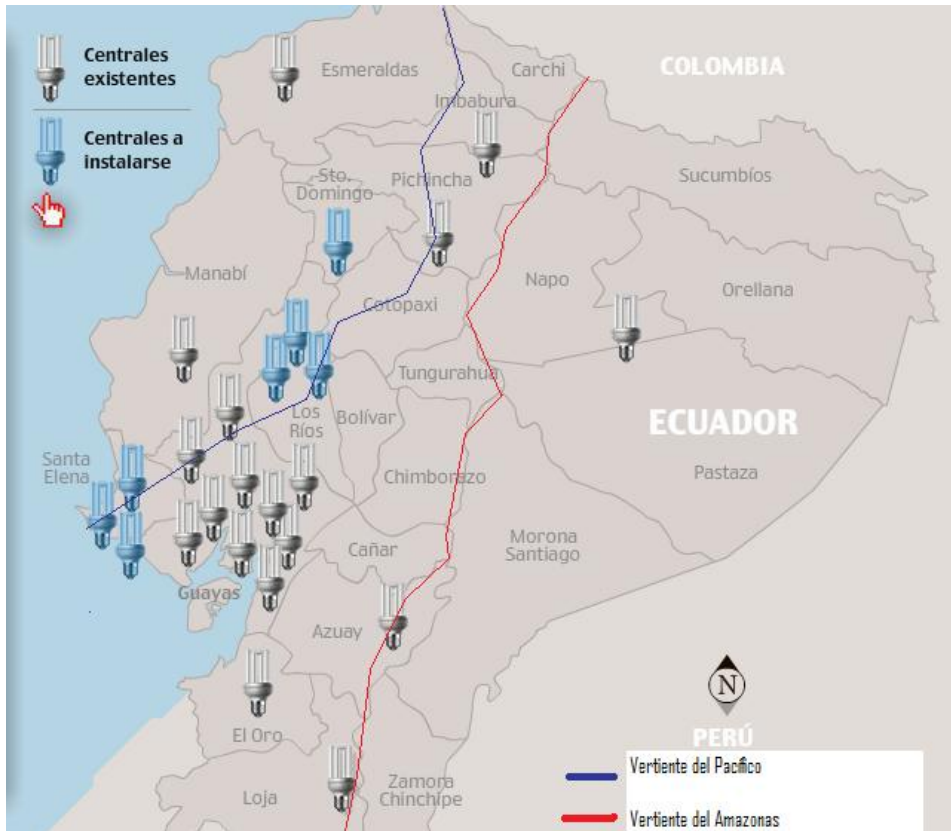 Centrales
existentes
Centrales a
instalarse
Esmeraldas
Carchi
COLOMBIA
Imbabura
Sto.
Domingo
Pichincha
Sucumbíos
Manabí
Napo
Orellana
Cotopaxi
Tungurahua
Los
Ríos
Bolívar
ECUADOR
Santa
Elena
Chimborazo
Pastaza
Cañar
Morona
Santiago
Guayas
Azuay
N
El Oro
PERÚ
Vertiente del Pacifico
Loja
Zamora
Chinchipe
Vertiente del Amazonas